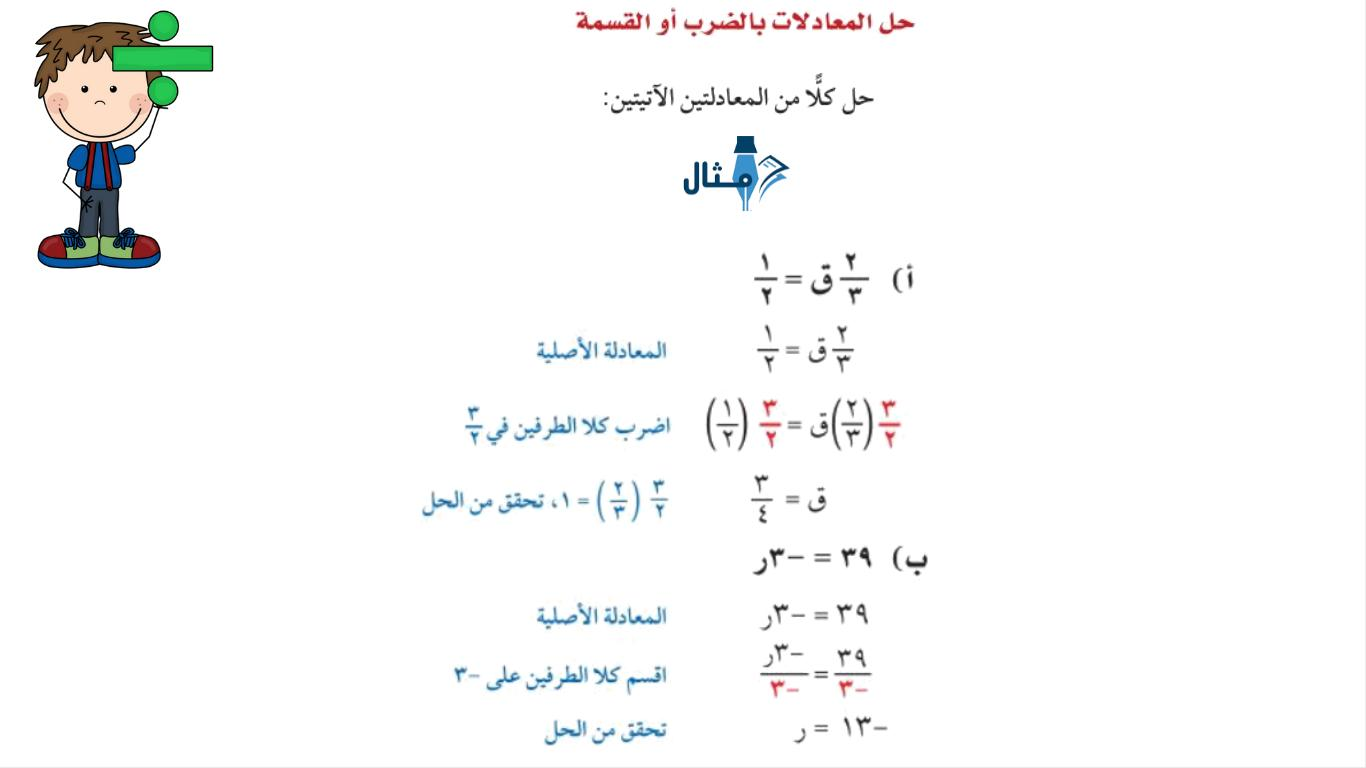 حل المعادلات بالضرب أو القسمة
حل كلًّا من المعادلتين الآتيتين:
مثال
أ) ٢/٣ ق = ١/٢
٢/٣ ق = ١/٢ المعادلة الأصلية
٣/٢ (٢/٣) ق = ٣/٢ (١/٢) اضرب كلا الطرفين في ٣/٢
ق = ٣/٤ ٣/٢ (٢/٣) = ١، تحقق من الحل
ب) ٣٩ = –٣ر
٣٩ = –٣ر المعادلة الأصلية
٣٩/–٣ = –٣ر/–٣ اقسم كلا الطرفين على –٣
–١٣ = ر تحقق من الحل